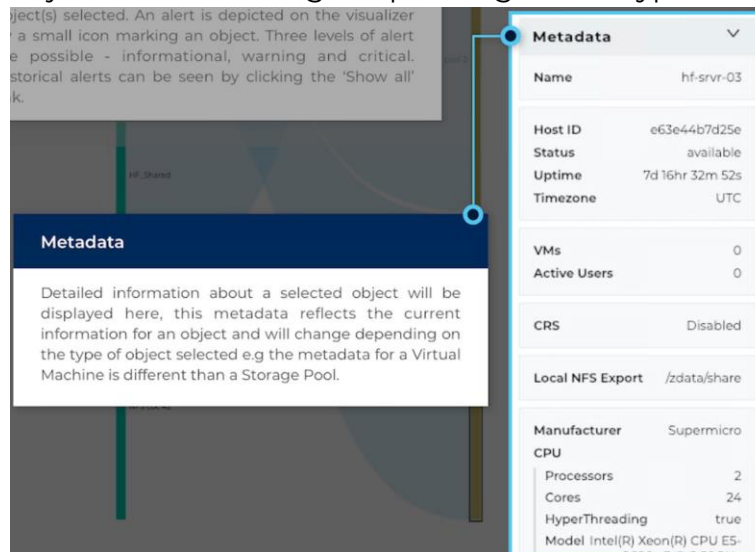 ject(s) selected. An alert is depicted on the visualizer
a small icon marking an object. Three levels of alert
e possible - informational, warning and critical.
storical alerts can be seen by clicking the 'Show all'
k.
HF_Shared
Metadata
Detailed information about a selected object will be
displayed here, this metadata reflects the current
information for an object and will change depending on
the type of object selected e.g the metadata for a Virtual
Machine is different than a Storage Pool.
Metadata
Name hf-srvr-03
Host ID e63e44b7d25e
Status available
Uptime 7d 16hr 32m 52s
Timezone UTC
VMs 0
Active Users 0
CRS Disabled
Local NFS Export /zdata/share
Manufacturer Supermicro
CPU
Processors 2
Cores 24
HyperThreading true
Model Intel(R) Xeon(R) CPU E5-